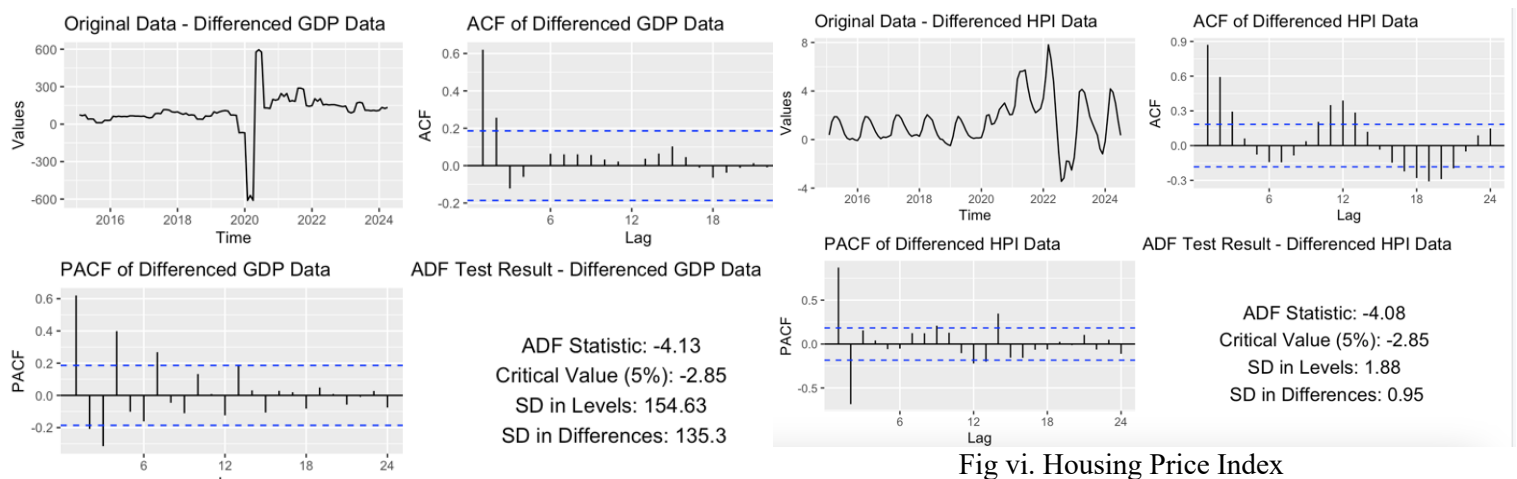 Original Data - Differenced GDP Data
Values
600
300
0
-300
-600
2016
2018
2020
2022
2024
Time
ACF of Differenced GDP Data
ACF
0.6
0.4
0.2
0.0
-0.2
6
12
18
Lag
PACF of Differenced GDP Data
PACF
0.6
0.4
0.2
0.0
-0.2
6
12
18
24
ADF Test Result - Differenced GDP Data
ADF Statistic: -4.13
Critical Value (5%): -2.85
SD in Levels: 154.63
SD in Differences: 135.3
Original Data - Differenced HPI Data
Values
8
4
0
-4
2016
2018
2020
2022
2024
Time
ACF of Differenced HPI Data
ACF
0.9
0.6
0.3
0.0
-0.3
6
12
18
24
Lag
PACF of Differenced HPI Data
PACF
0.5
0.0
-0.5
6
12
18
24
Lag
ADF Test Result - Differenced HPI Data
ADF Statistic: -4.08
Critical Value (5%): -2.85
SD in Levels: 1.88
SD in Differences: 0.95
Fig vi. Housing Price Index